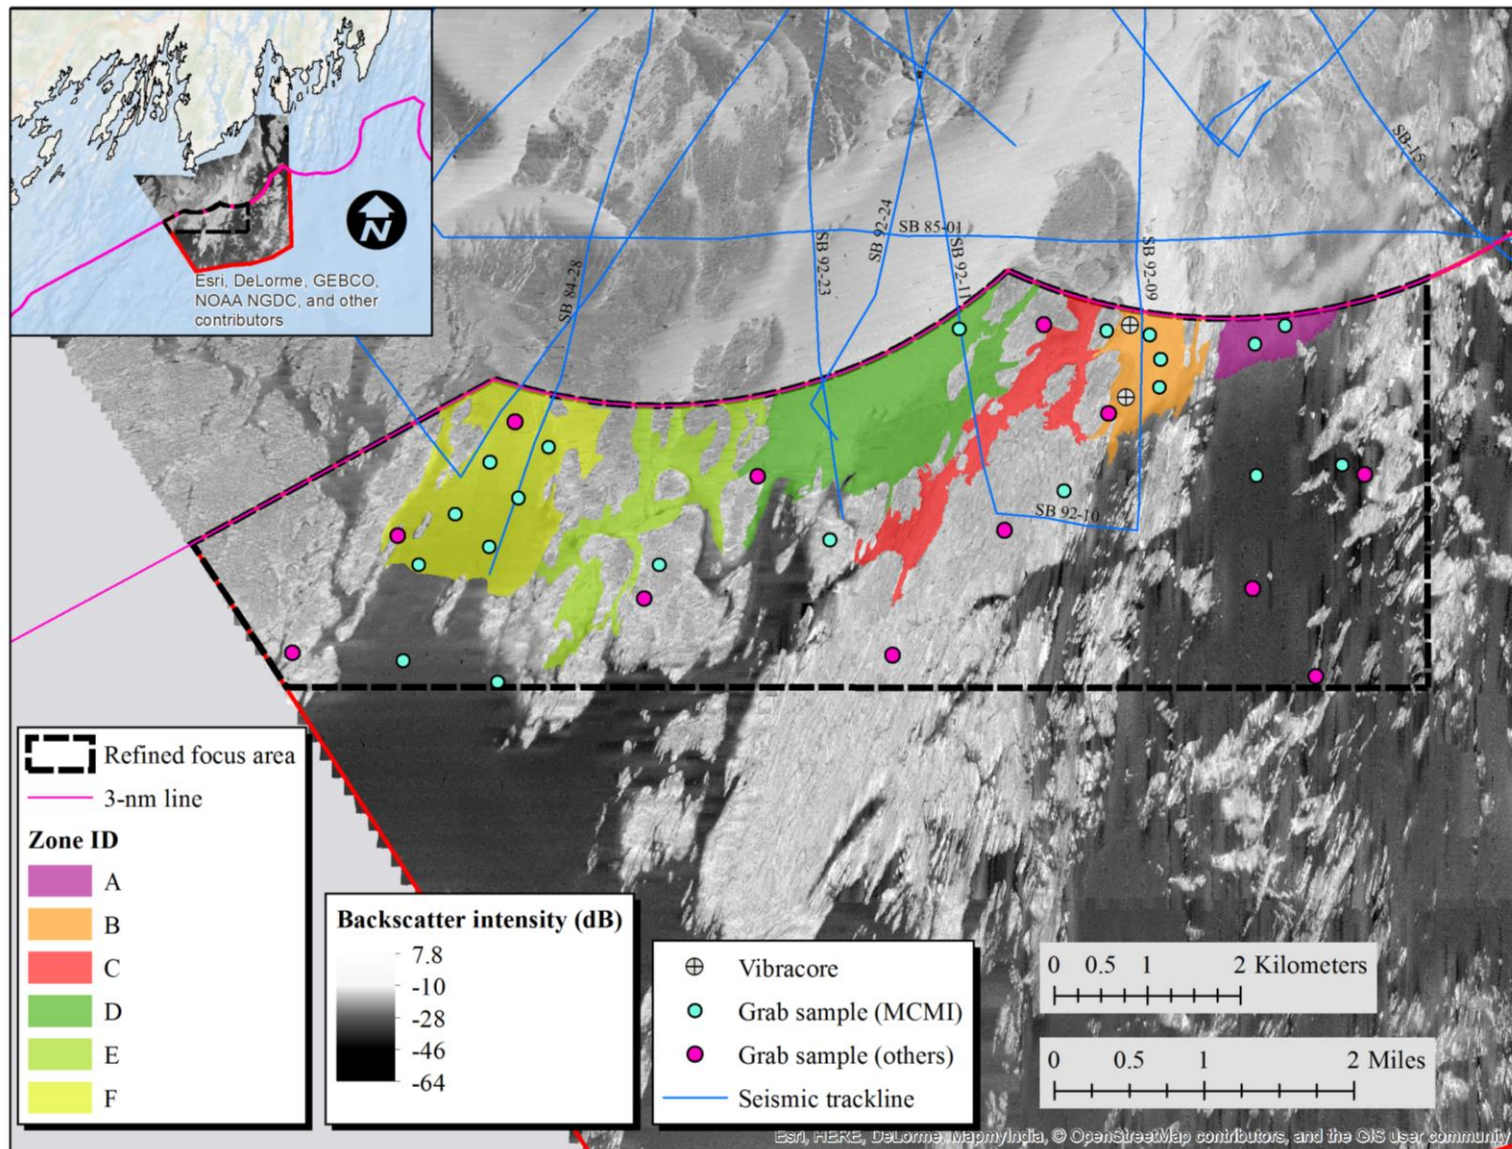 N
Esri, DeLorme, GEBCO,
NOAA NGDC, and other
contributors
SB-15
SB 92-24
SB 85-01
SB 92-23
SB 92-11
SB 92-09
SB 84-28
SB 92-10
Refined focus area
3-nm line
Zone ID
A
B
C
D
E
F
Backscatter intensity (dB)
7.8
-10
-28
-46
-64
Vibracore
Grab sample (MCMI)
Grab sample (others)
Seismic trackline
0 0.5 1 2 Kilometers
0 0.5 1 2 Miles
Esri, HERE, DeLorme, MapmyIndia, © OpenStreetMap contributors, and the GIS user community